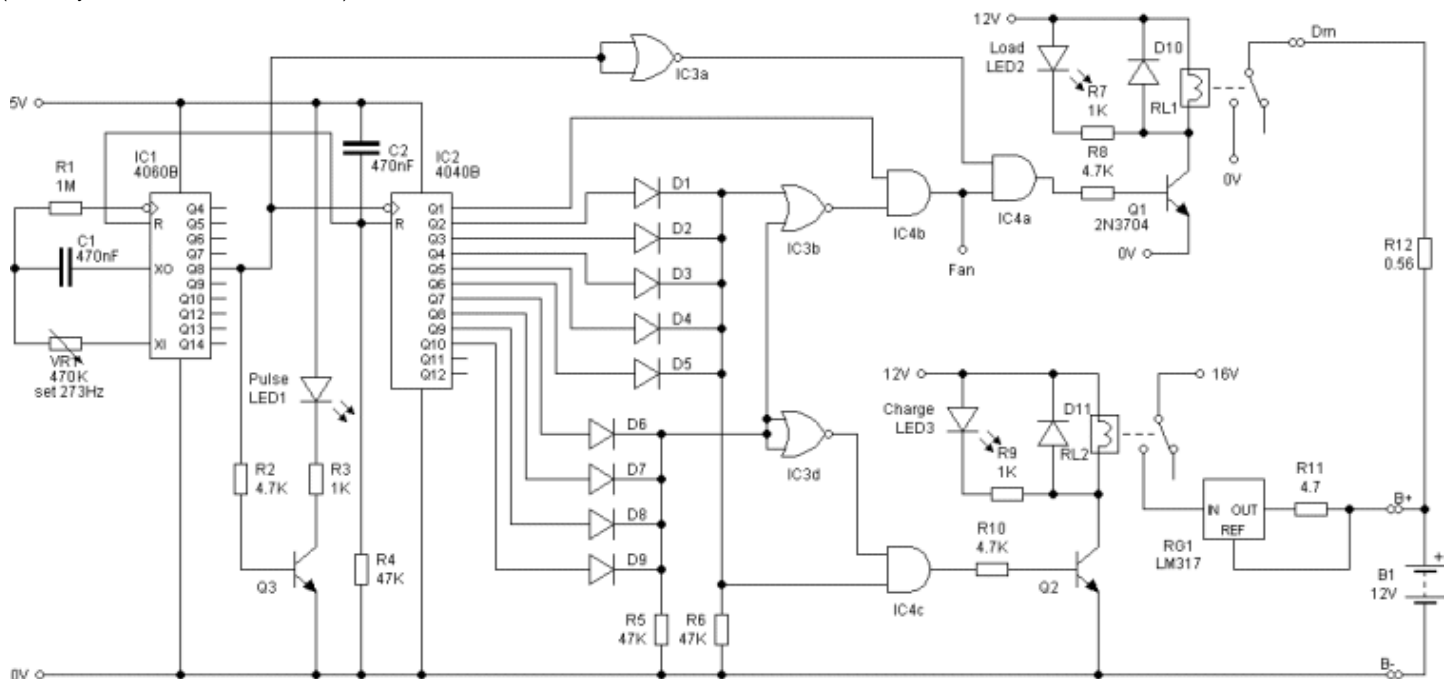 12V
Load
LED2
D10
R7
1K
RL1
Dm
IC3a
0V
5V
C2
470nF
IC1
4060B
IC2
4040B
R1
1M
C1
470nF
R
XO
XI
Q4
Q5
Q6
Q7
Q8
Q9
Q10
Q12
Q13
Q14
R
Q1
Q2
Q3
Q4
Q5
Q6
Q7
Q8
Q9
Q10
Q11
Q12
D1
D2
D3
D4
D5
IC3b
IC4b
IC4a
R8
4.7K
Q1
2N3704
0V
Fan
R12
0.56
VR1
470K
set 273Hz
Pulse
LED1
R2
4.7K
R3
1K
R4
47K
Q3
D6
D7
D8
D9
IC3d
R5
47K
R6
47K
IC4c
12V
Charge
LED3
R9
1K
D11
RL2
16V
R10
4.7K
Q2
IN OUT
REF
RG1
LM317
R11
4.7
B+
+
B1
12V
B-
0V